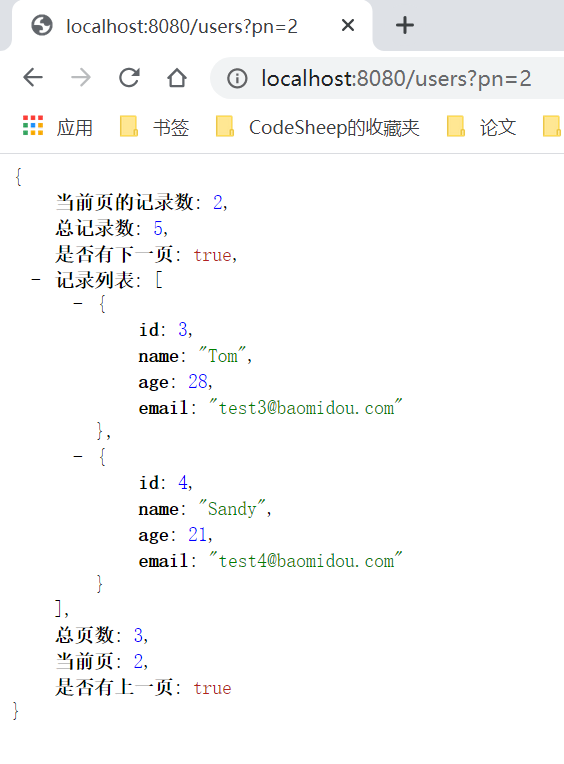 localhost:8080/users?pn=2
localhost:8080/users?pn=2
应用 书签 CodeSheep的收藏夹 论文
{
当前页的记录数: 2,
总记录数: 5,
是否有下一页: true,
- 记录列表: [
- {
id: 3,
name: "Tom",
age: 28,
email: "test3@baomidou.com"
},
- {
id: 4,
name: "Sandy",
age: 21,
email: "test4@baomidou.com"
}
],
总页数: 3,
当前页: 2,
是否有上一页: true
}